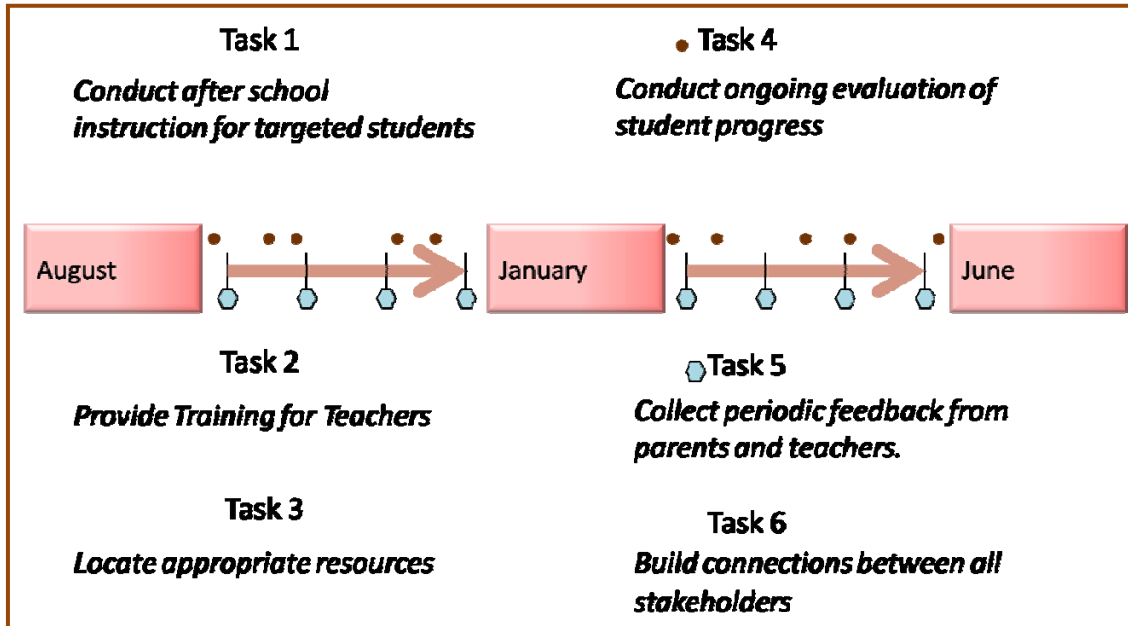 Task 1
Conduct after school
instruction for targeted students
Task 4
Conduct ongoing evaluation of
student progress
August
January
June
Task 2
Provide Training for Teachers
Task 5
Collect periodic feedback from
parents and teachers.
Task 3
Locate appropriate resources
Task 6
Build connections between all
stakeholders